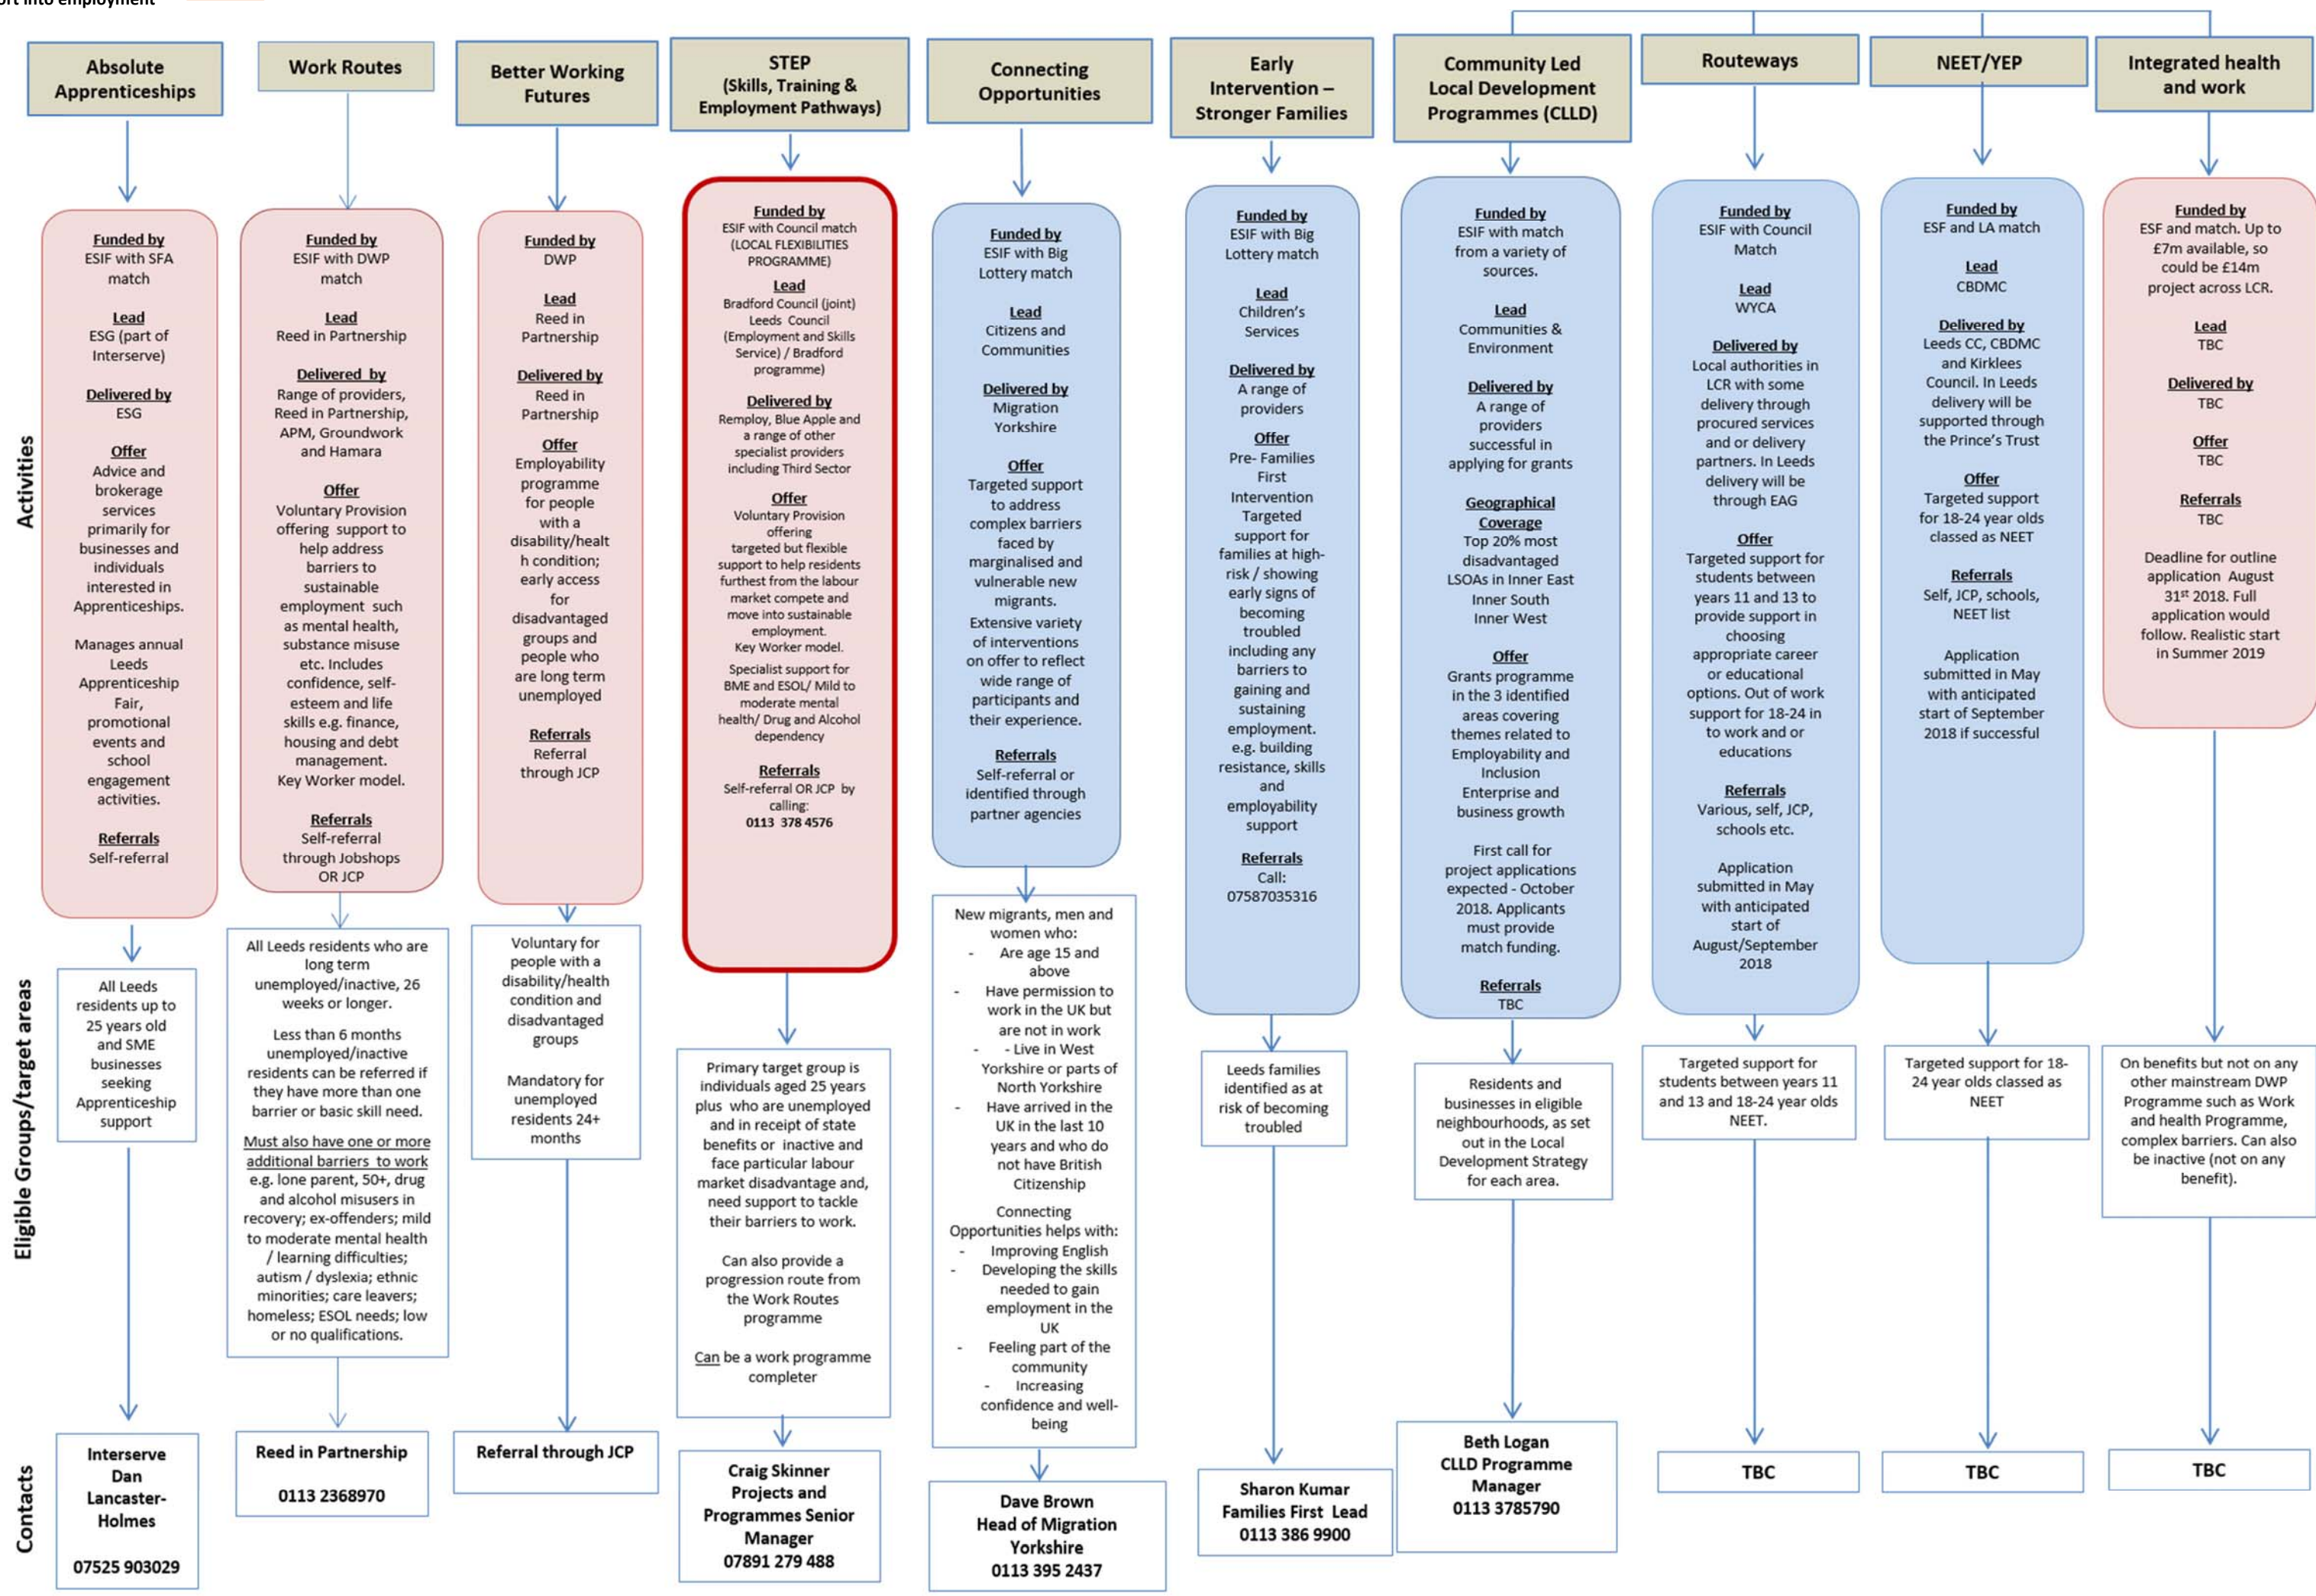 ort into employment
Absolute
Apprenticeships
Funded by
ESIF with SFA
match
Lead
ESG (part of
Interserve)
Delivered by
ESG
Offer
Advice and
brokerage
services
primarily for
businesses and
individuals
interested in
Apprenticeships.
Manages annual
Leeds
Apprenticeship
Fair,
promotional
events and
school
engagement
activities.
Referrals
Self-referral
All Leeds
residents up to
25 years old
and SME
businesses
seeking
Apprenticeship
support
Interserve
Dan
Lancaster-
Holmes
07525 903029
Work Routes
Funded by
ESIF with DWP
match
Lead
Reed in Partnership
Delivered by
Range of providers,
Reed in Partnership,
APM, Groundwork
and Hamara
Offer
Voluntary Provision
offering support to
help address
barriers to
sustainable
employment such
as mental health,
substance misuse
etc. Includes
confidence, self-
esteem and life
skills e.g. finance,
housing and debt
management.
Key Worker model.
Referrals
Self-referral
through Jobshops
OR JCP
All Leeds residents who are
long term
unemployed/inactive, 26
weeks or longer.
Less than 6 months
unemployed/inactive
residents can be referred if
they have more than one
barrier or basic skill need.
Must also have one or more
additional barriers to work
e.g. lone parent, 50+, drug
and alcohol misusers in
recovery; ex-offenders; mild
to moderate mental health
/ learning difficulties;
autism / dyslexia; ethnic
minorities; care leavers;
homeless; ESOL needs; low
or no qualifications.
Reed in Partnership
0113 2368970
Better Working
Futures
Funded by
DWP
Lead
Reed in
Partnership
Delivered by
Reed in
Partnership
Offer
Employability
programme
for people
with a
disability/healt
h condition;
early access
for
disadvantaged
groups and
people who
are long term
unemployed
Referrals
Referral
through JCP
Voluntary for
people with a
disability/health
condition and
disadvantaged
groups
Mandatory for
unemployed
residents 24+
months
Referral through JCP
STEP
(Skills, Training &
Employment Pathways)
Funded by
ESIF with Council match
(LOCAL FLEXIBILITIES
PROGRAMME)
Lead
Bradford Council (joint)
Leeds Council
(Employment and Skills
Service) / Bradford
programme)
Delivered by
Remploy, Blue Apple and
a range of other
specialist providers
including Third Sector
Offer
Voluntary Provision
offering
targeted but flexible
support to help residents
furthest from the labour
market compete and
move into sustainable
employment.
Key Worker model.
Specialist support for
BME and ESOL/ Mild to
moderate mental
health/ Drug and Alcohol
dependency
Referrals
Self-referral OR JCP by
calling:
0113 378 4576
Primary target group is
individuals aged 25 years
plus who are unemployed
and in receipt of state
benefits or inactive and
face particular labour
market disadvantage and,
need support to tackle
their barriers to work.
Can also provide a
progression route from
the Work Routes
programme
Can be a work programme
completer
Craig Skinner
Projects and
Programmes Senior
Manager
07891 279 488
Connecting
Opportunities
Funded by
ESIF with Big
Lottery match
Lead
Citizens and
Communities
Delivered by
Migration
Yorkshire
Offer
Targeted support
to address
complex barriers
faced by
marginalised and
vulnerable new
migrants.
Extensive variety
of interventions
on offer to reflect
wide range of
participants and
their experience.
Referrals
Self-referral or
identified through
partner agencies
New migrants, men and
women who:
- Are age 15 and
above
- Have permission to
work in the UK but
are not in work
- - Live in West
Yorkshire or parts of
North Yorkshire
- Have arrived in the
UK in the last 10
years and who do
not have British
Citizenship
Connecting
Opportunities helps with:
- Improving English
- Developing the skills
needed to gain
employment in the
UK
- Feeling part of the
community
- Increasing
confidence and well-
being
Dave Brown
Head of Migration
Yorkshire
0113 395 2437
Early
Intervention –
Stronger Families
Funded by
ESIF with Big
Lottery match
Lead
Children's
Services
Delivered by
A range of
providers
Offer
Pre- Families
First
Intervention
Targeted
support for
families at high-
risk / showing
early signs of
becoming
troubled
including any
barriers to
gaining and
sustaining
employment.
e.g. building
resistance, skills
and
employability
support
Referrals
Call:
07587035316
Leeds families
identified as at
risk of becoming
troubled
Sharon Kumar
Families First Lead
0113 386 9900
Community Led
Local Development
Programmes (CLLD)
Funded by
ESIF with match
from a variety of
sources.
Lead
Communities &
Environment
Delivered by
A range of
providers
successful in
applying for grants
Geographical
Coverage
Top 20% most
disadvantaged
LSOAs in Inner East
Inner South
Inner West
Offer
Grants programme
in the 3 identified
areas covering
themes related to
Employability and
Inclusion
Enterprise and
business growth
First call for
project applications
expected - October
2018. Applicants
must provide
match funding.
Referrals
TBC
Residents and
businesses in eligible
neighbourhoods, as set
out in the Local
Development Strategy
for each area.
Beth Logan
CLLD Programme
Manager
0113 3785790
Routeways
Funded by
ESIF with Council
Match
Lead
WYCA
Delivered by
Local authorities in
LCR with some
delivery through
procured services
and or delivery
partners. In Leeds
delivery will be
through EAG
Offer
Targeted support for
students between
years 11 and 13 to
provide support in
choosing
appropriate career
or educational
options. Out of work
support for 18-24 in
to work and or
educations
Referrals
Various, self, JCP,
schools etc.
Application
submitted in May
with anticipated
start of
August/September
2018
Targeted support for
students between years 11
and 13 and 18-24 year olds
NEET.
TBC
NEET/YEP
Funded by
ESF and LA match
Lead
CBDMC
Delivered by
Leeds CC, CBDMC
and Kirklees
Council. In Leeds
delivery will be
supported through
the Prince's Trust
Offer
Targeted support
for 18-24 year olds
classed as NEET
Referrals
Self, JCP, schools,
NEET list
Application
submitted in May
with anticipated
start of September
2018 if successful
Targeted support for 18-
24 year olds classed as
NEET
TBC
Integrated health
and work
Funded by
ESF and match. Up to
£7m available, so
could be £14m
project across LCR.
Lead
TBC
Delivered by
TBC
Offer
TBC
Referrals
TBC
Deadline for outline
application August
31st 2018. Full
application would
follow. Realistic start
in Summer 2019
On benefits but not on any
other mainstream DWP
Programme such as Work
and health Programme,
complex barriers. Can also
be inactive (not on any
benefit).
TBC
Activities
Eligible Groups/target areas
Contacts